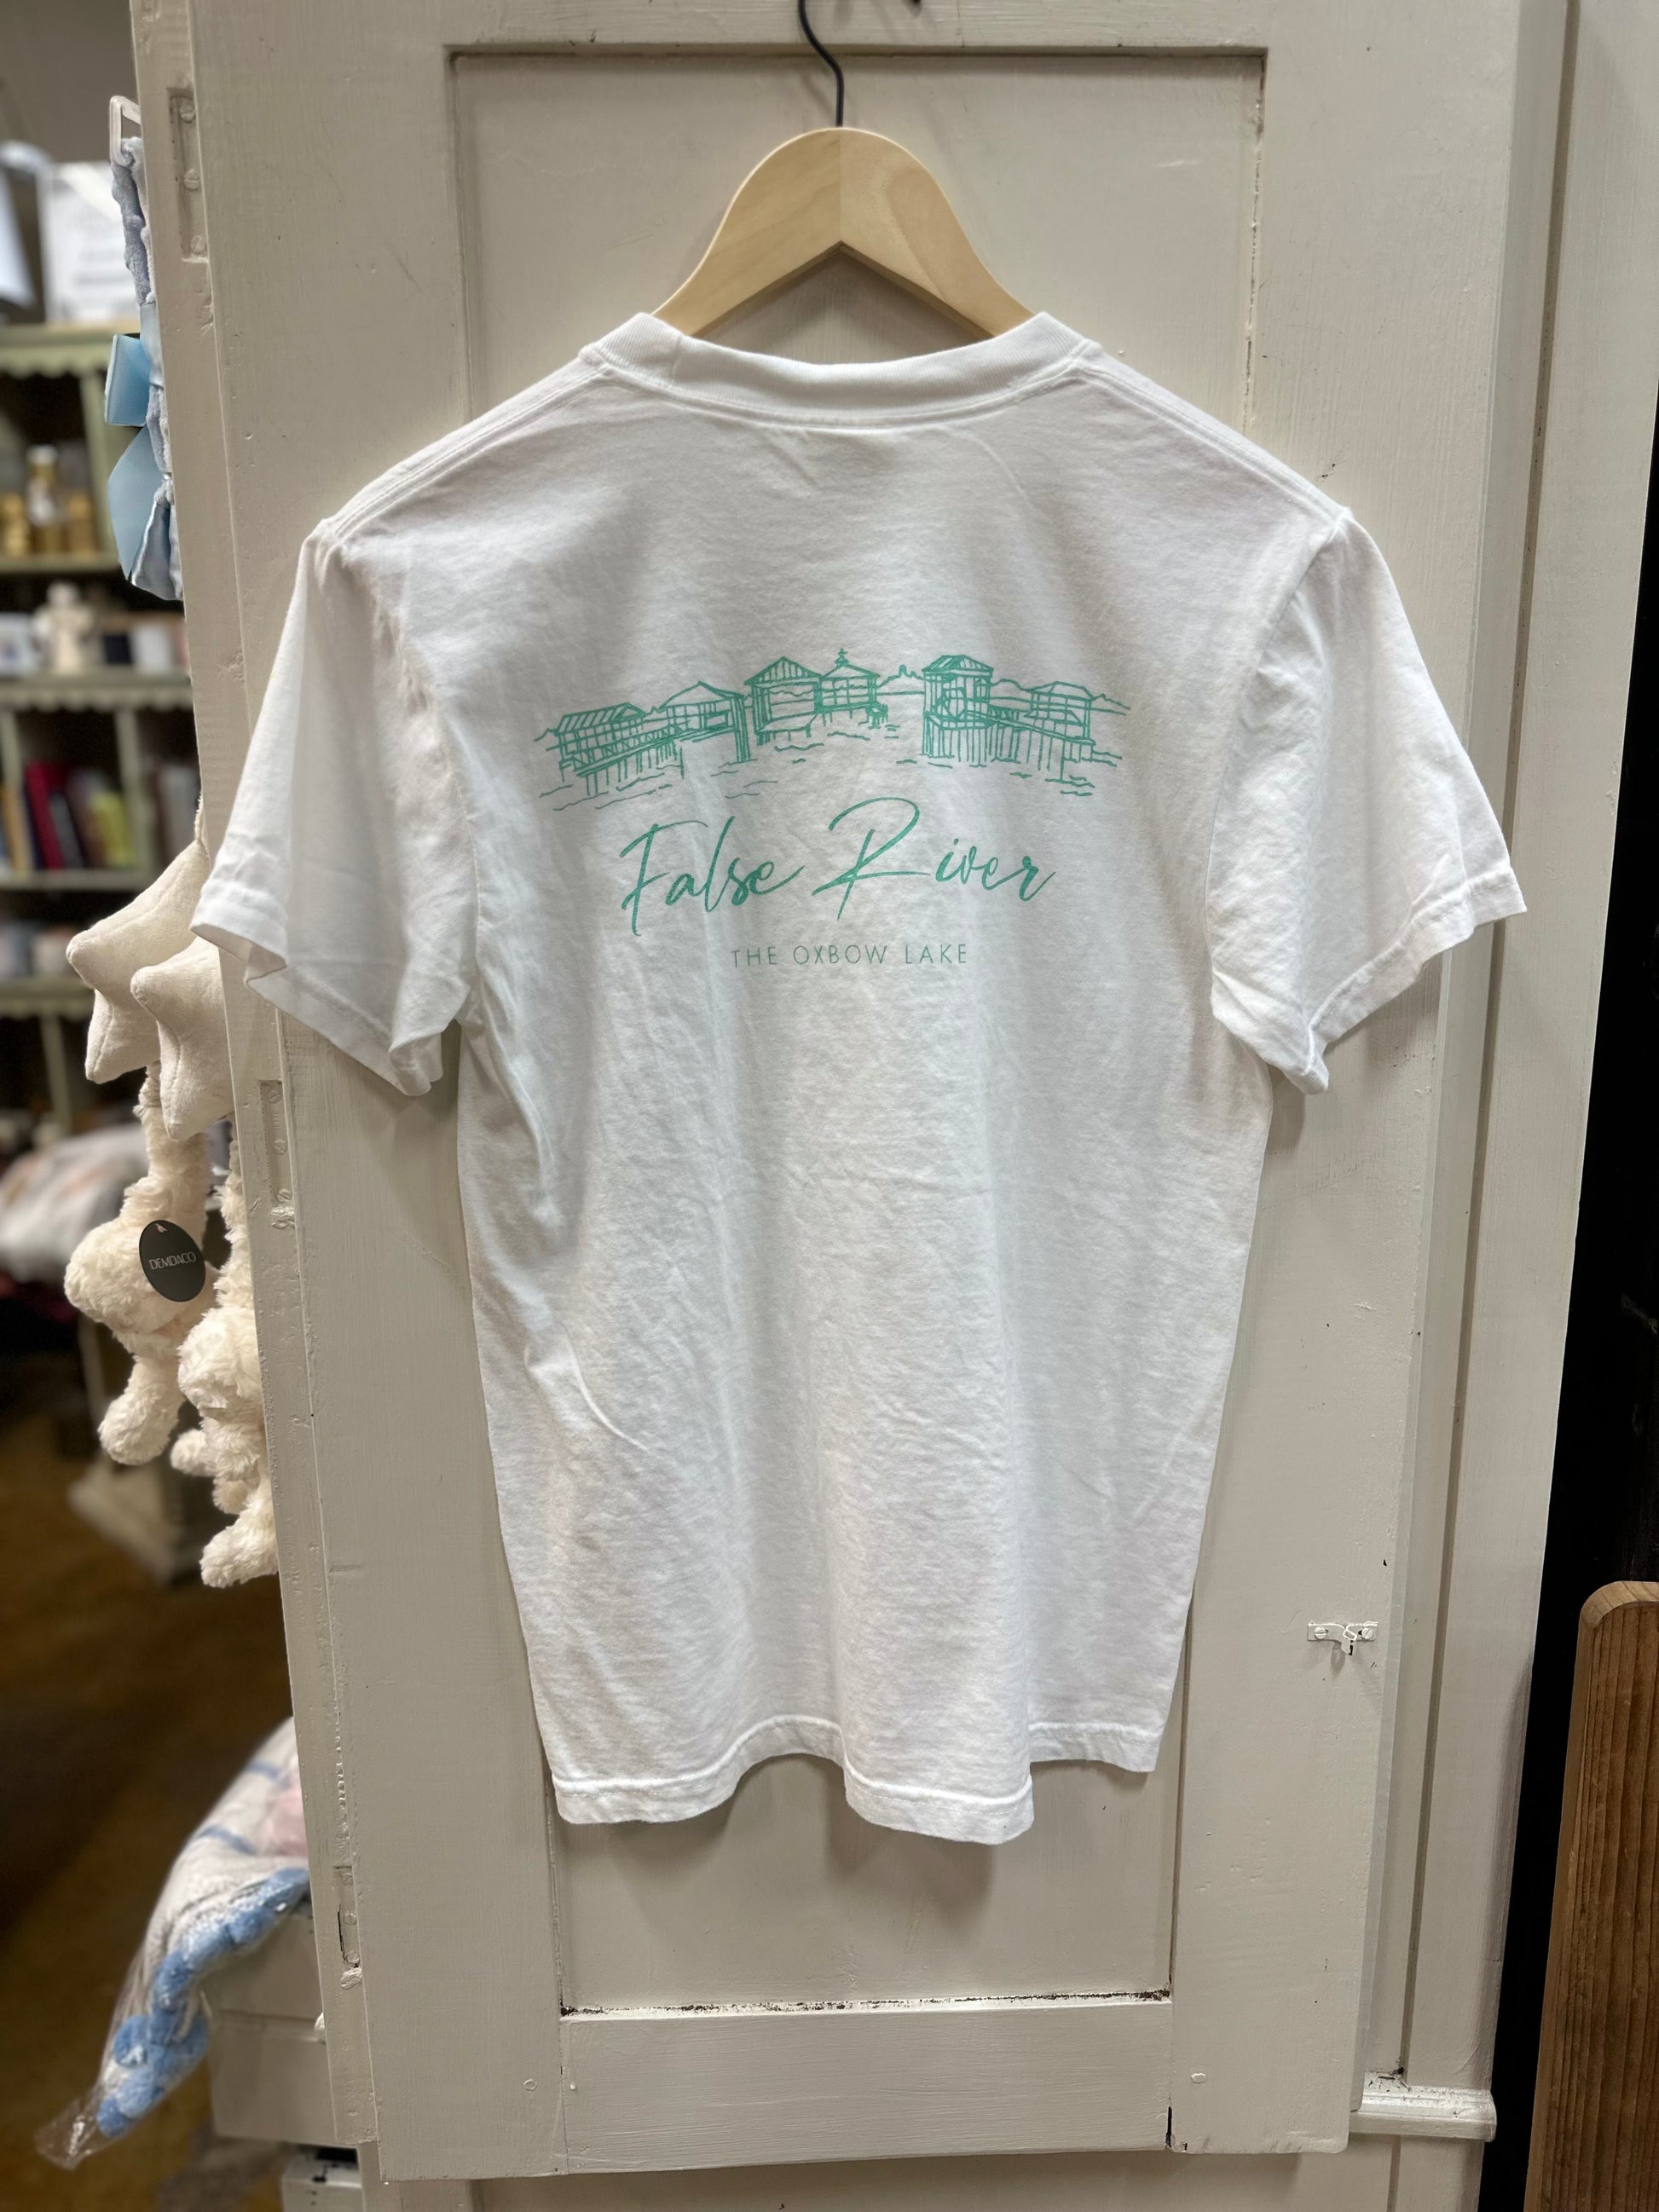 False River
THE OXBOW LAKE
DEMDACO